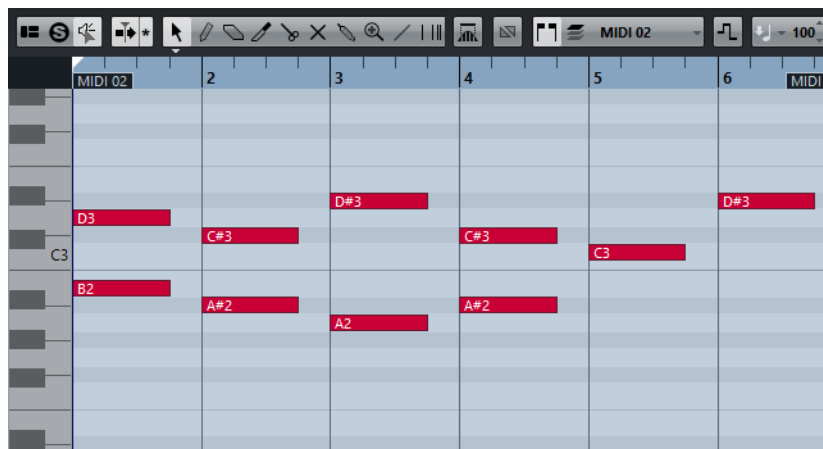 MIDI 02 100
MIDI 02 2 3 4 5 6 MIDI
D#3 D#3
D3
C#3 C#3
C3 C3
B2
A#2 A#2
A2